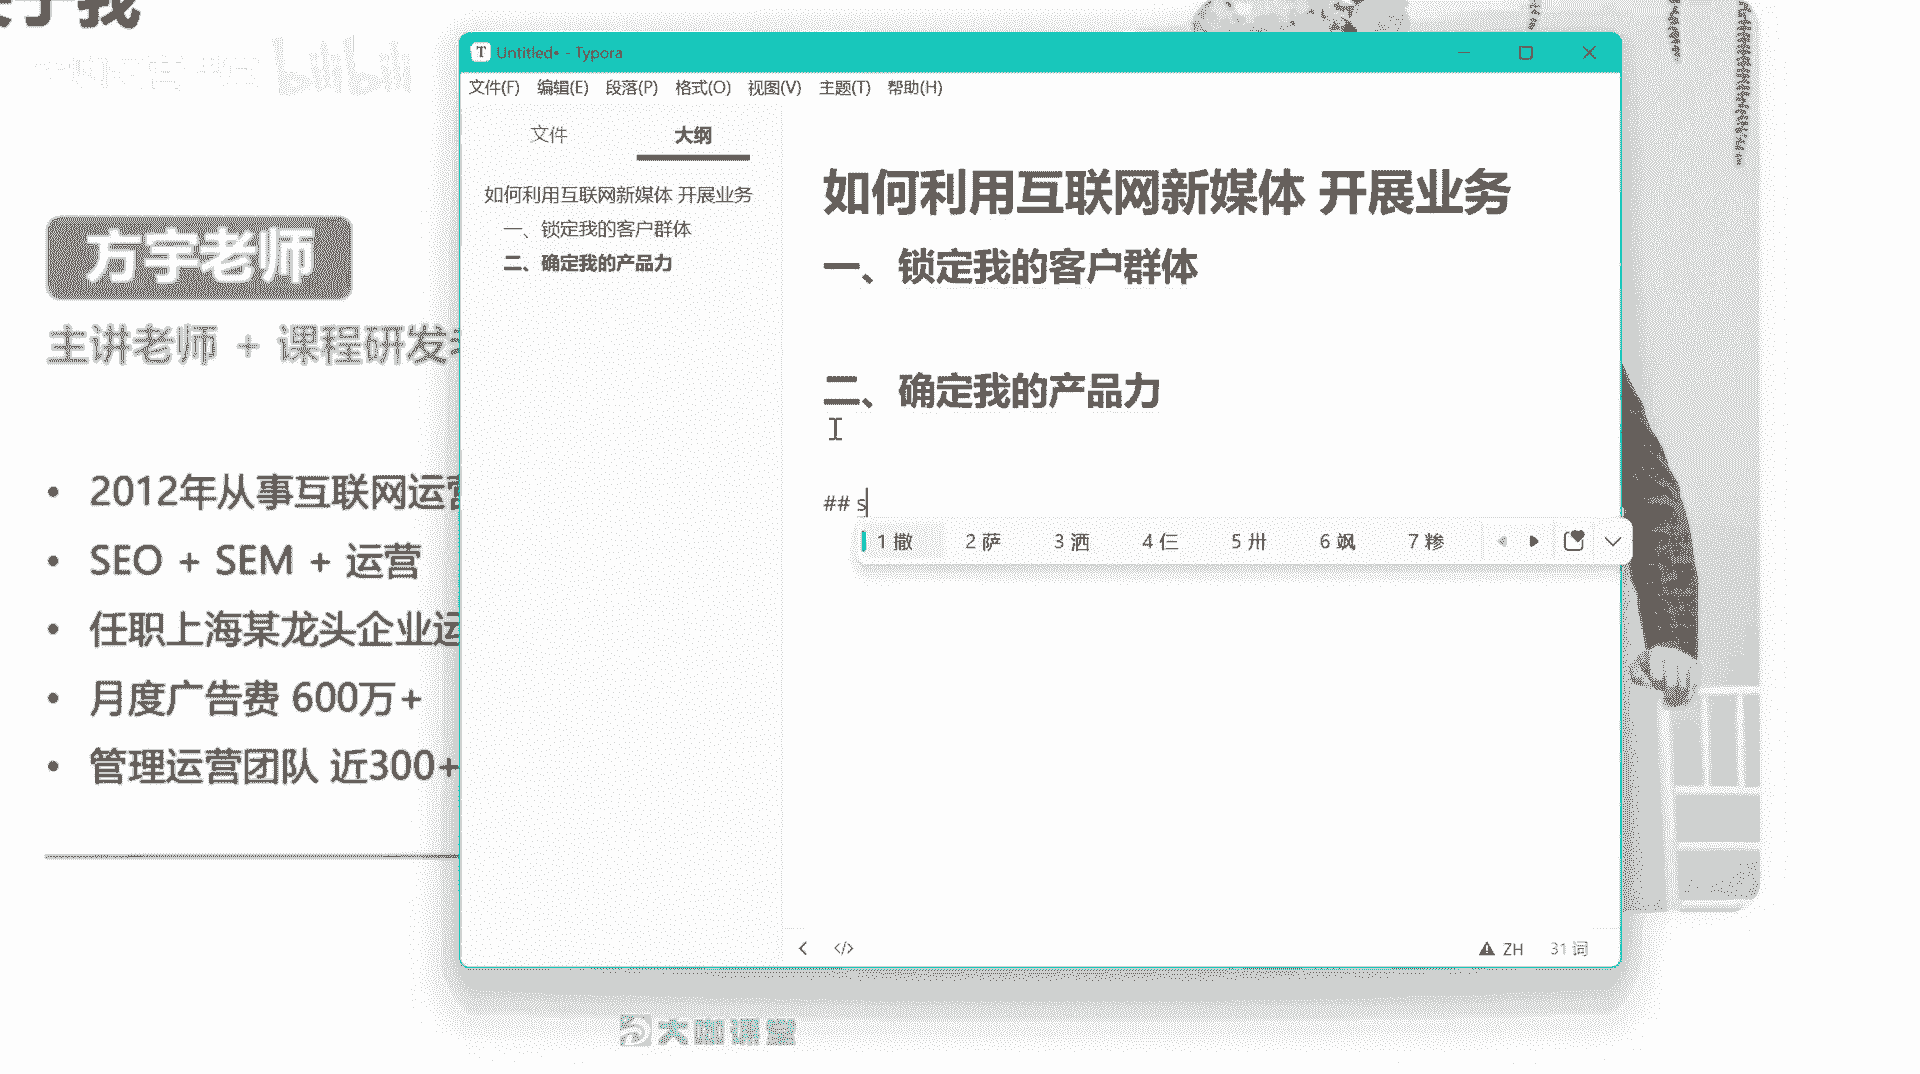 bilibili
方宇老师
主讲老师 + 课程研发
2012年从事互联网运营
SEO + SEM + 运营
任职上海某龙头企业运
月度广告费 600万+
管理运营团队 近300+
Untitled• - Typora
文件(F) 编辑(E) 段落(P) 格式(O) 视图(V) 主题(T) 帮助(H)
文件 大纲
如何利用互联网新媒体 开展业务
一、锁定我的客户群体
二、确定我的产品力
如何利用互联网新媒体 开展业务
一、锁定我的客户群体
二、确定我的产品力
## s
1 撒 2 萨 3 洒 4 仨 5 卅 6 飒 7 糁
ZH 31 词
大咖课堂